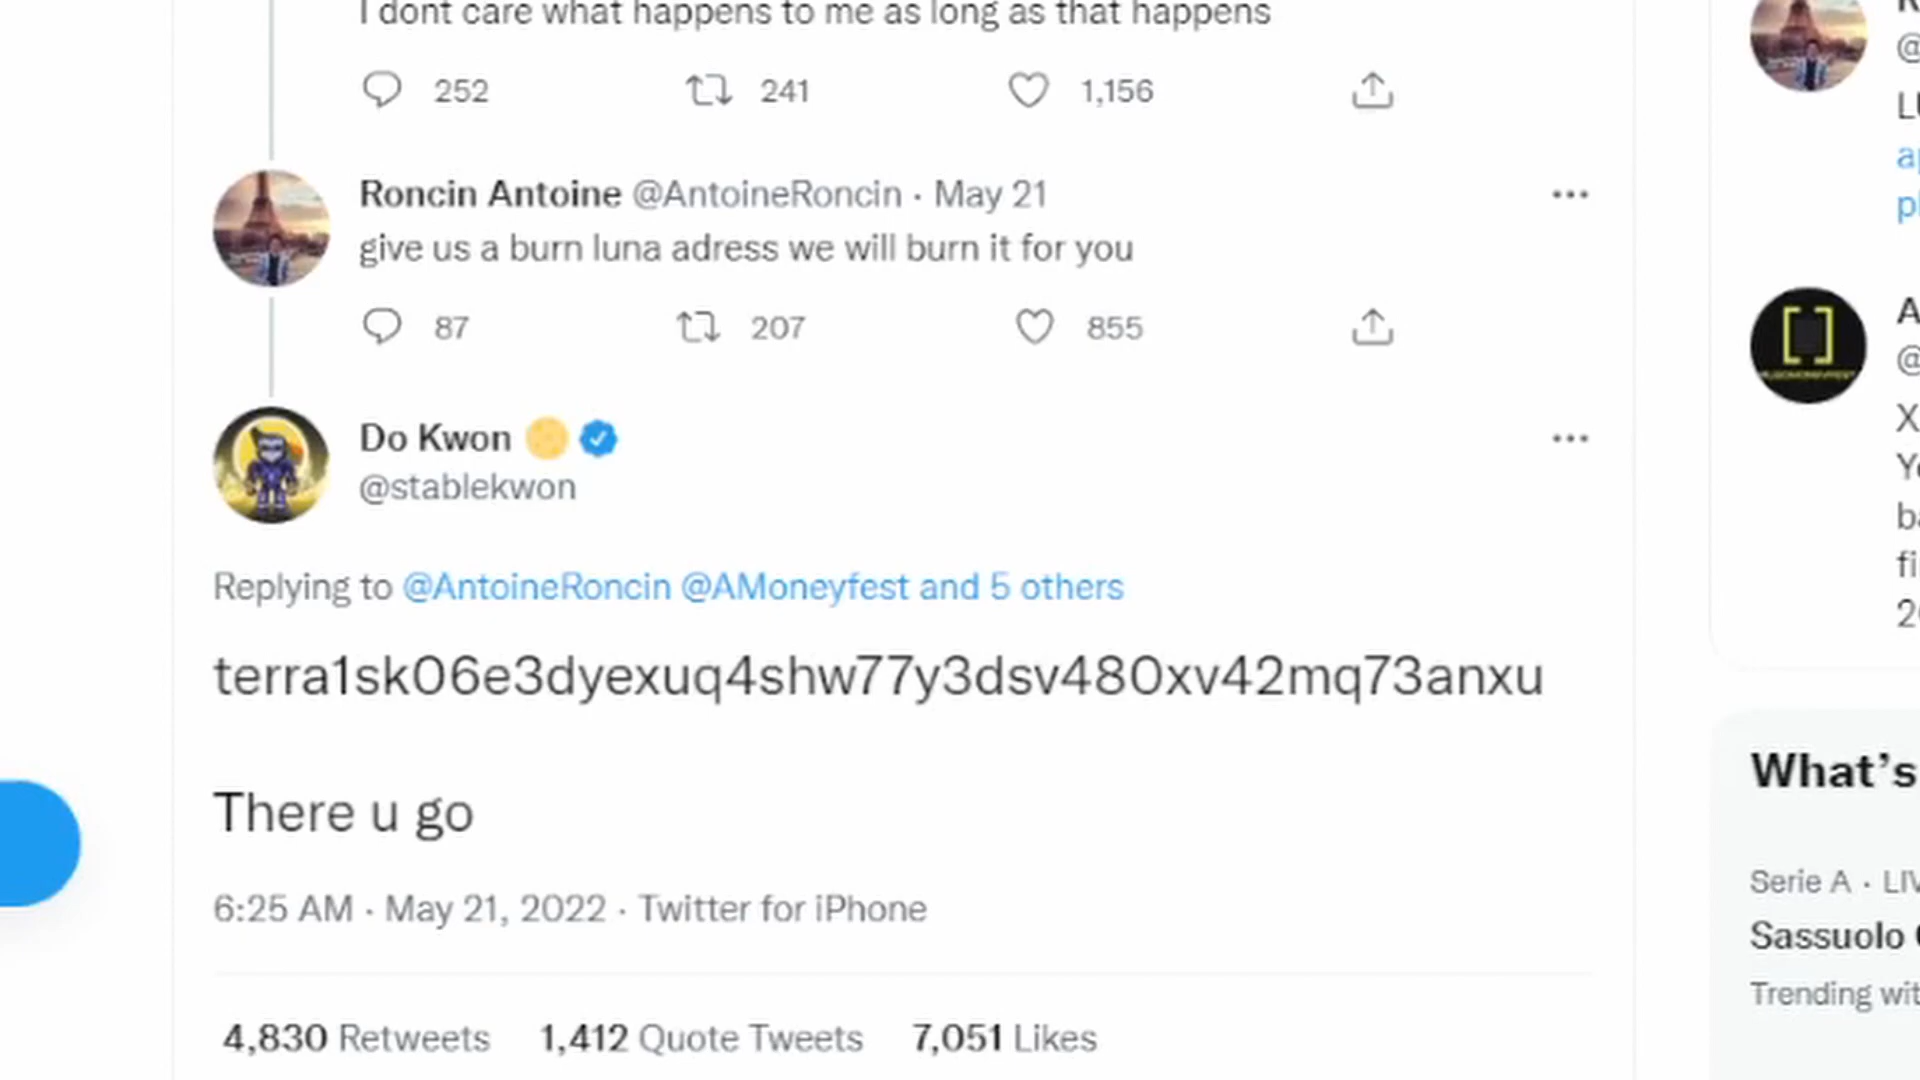 I dont care what happens to me as long as that happens
252 241 1,156
Roncin Antoine @AntoineRoncin · May 21
give us a burn luna adress we will burn it for you
87 207 855
Do Kwon
@stablekwon
Replying to @AntoineRoncin @AMoneyfest and 5 others
terra1sk06e3dyexuq4shw77y3dsv480xv42mq73anxu
There u go
6:25 AM · May 21, 2022 · Twitter for iPhone
4,830 Retweets 1,412 Quote Tweets 7,051 Likes
What's
Serie A · LIV
Sassuolo
Trending wit